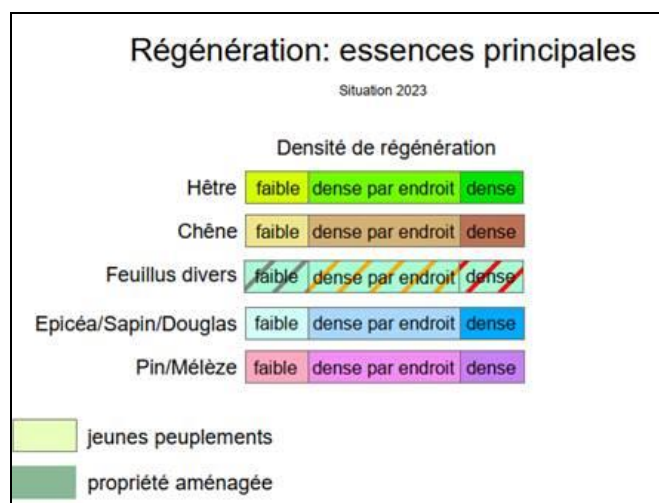 Régénération: essences principales
Situation 2023
Densité de régénération
Hêtre faible dense par endroit dense
Chêne faible dense par endroit dense
Feuillus divers faible dense par endroit dense
Epicéa/Sapin/Douglas faible dense par endroit dense
Pin/Mélèze faible dense par endroit dense
jeunes peuplements
propriété aménagée